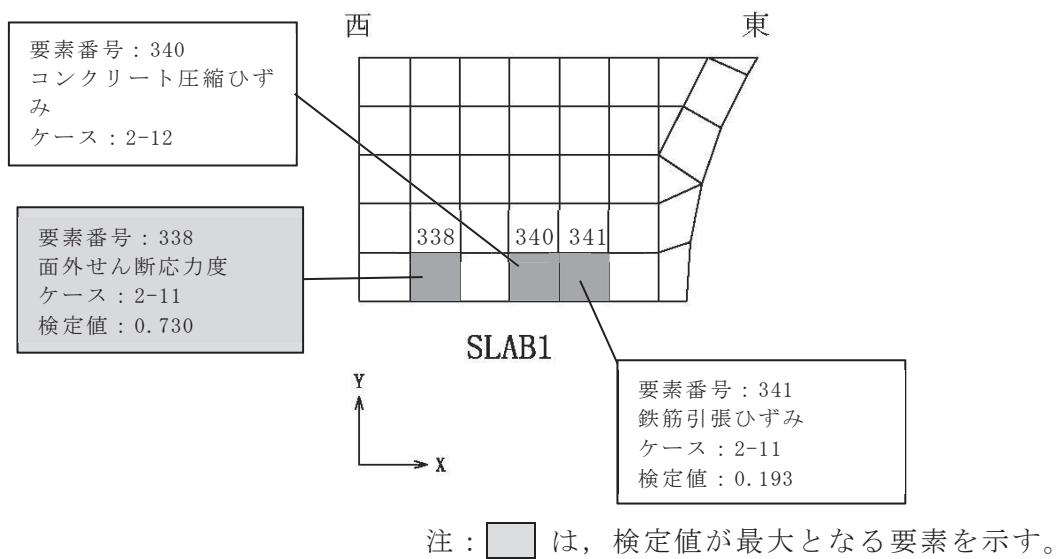 西
東
要素番号：340
コンクリート圧縮ひず
み
ケース：2-12
要素番号：338
面外せん断応力度
ケース：2-11
検定値：0.730
338
340
341
SLAB1
Y
X
要素番号：341
鉄筋引張ひずみ
ケース：2-11
検定値：0.193
注： は，検定値が最大となる要素を示す。